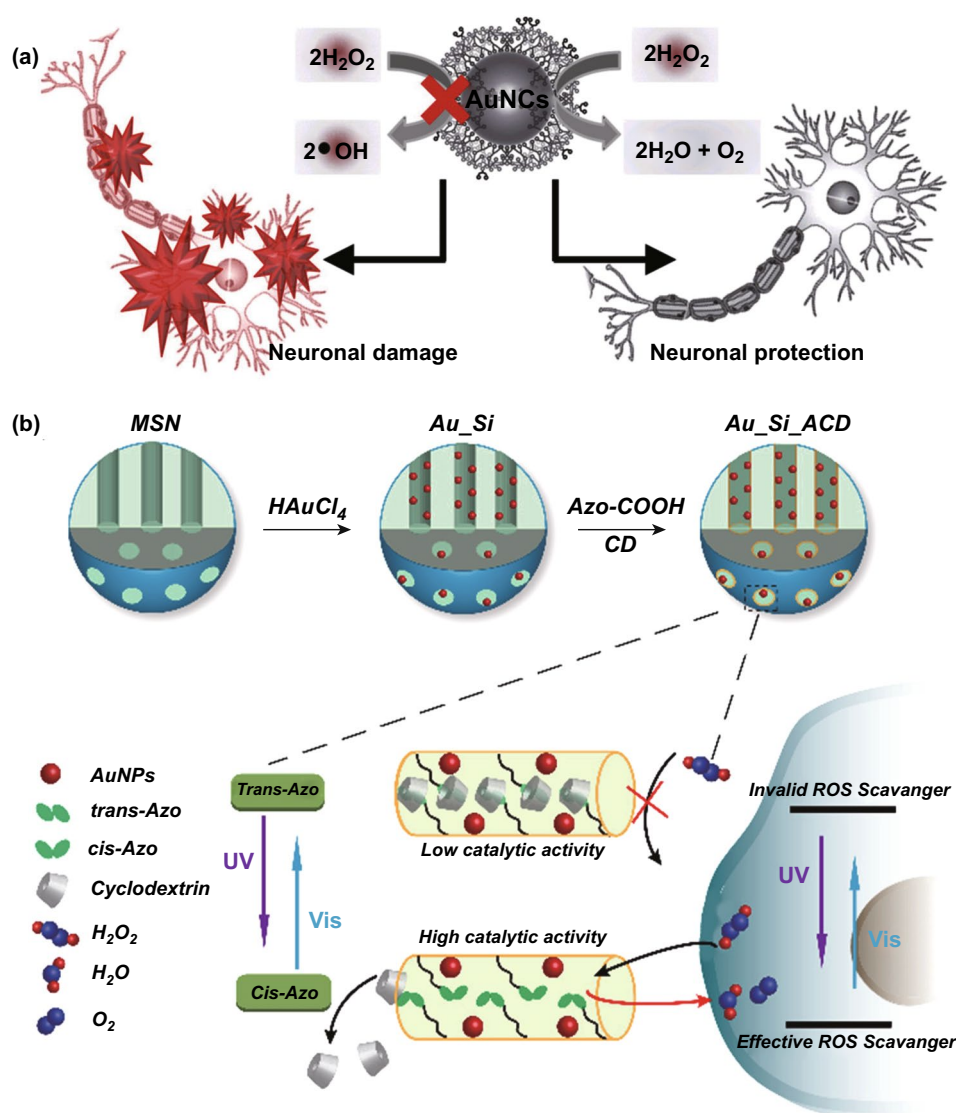 (a)
2H₂O₂
AuNCs
2H₂O₂
2•OH
2H₂O + O₂
Neuronal damage
Neuronal protection
(b)
MSN
Au_Si
Au_Si_ACD
HAuCl₄
Azo-COOH
CD
AuNPs
trans-Azo
cis-Azo
Cyclodextrin
H₂O₂
H₂O
O₂
Trans-Azo
UV
Vis
Cis-Azo
Low catalytic activity
High catalytic activity
Invalid ROS Scavanger
UV
Vis
Effective ROS Scavanger